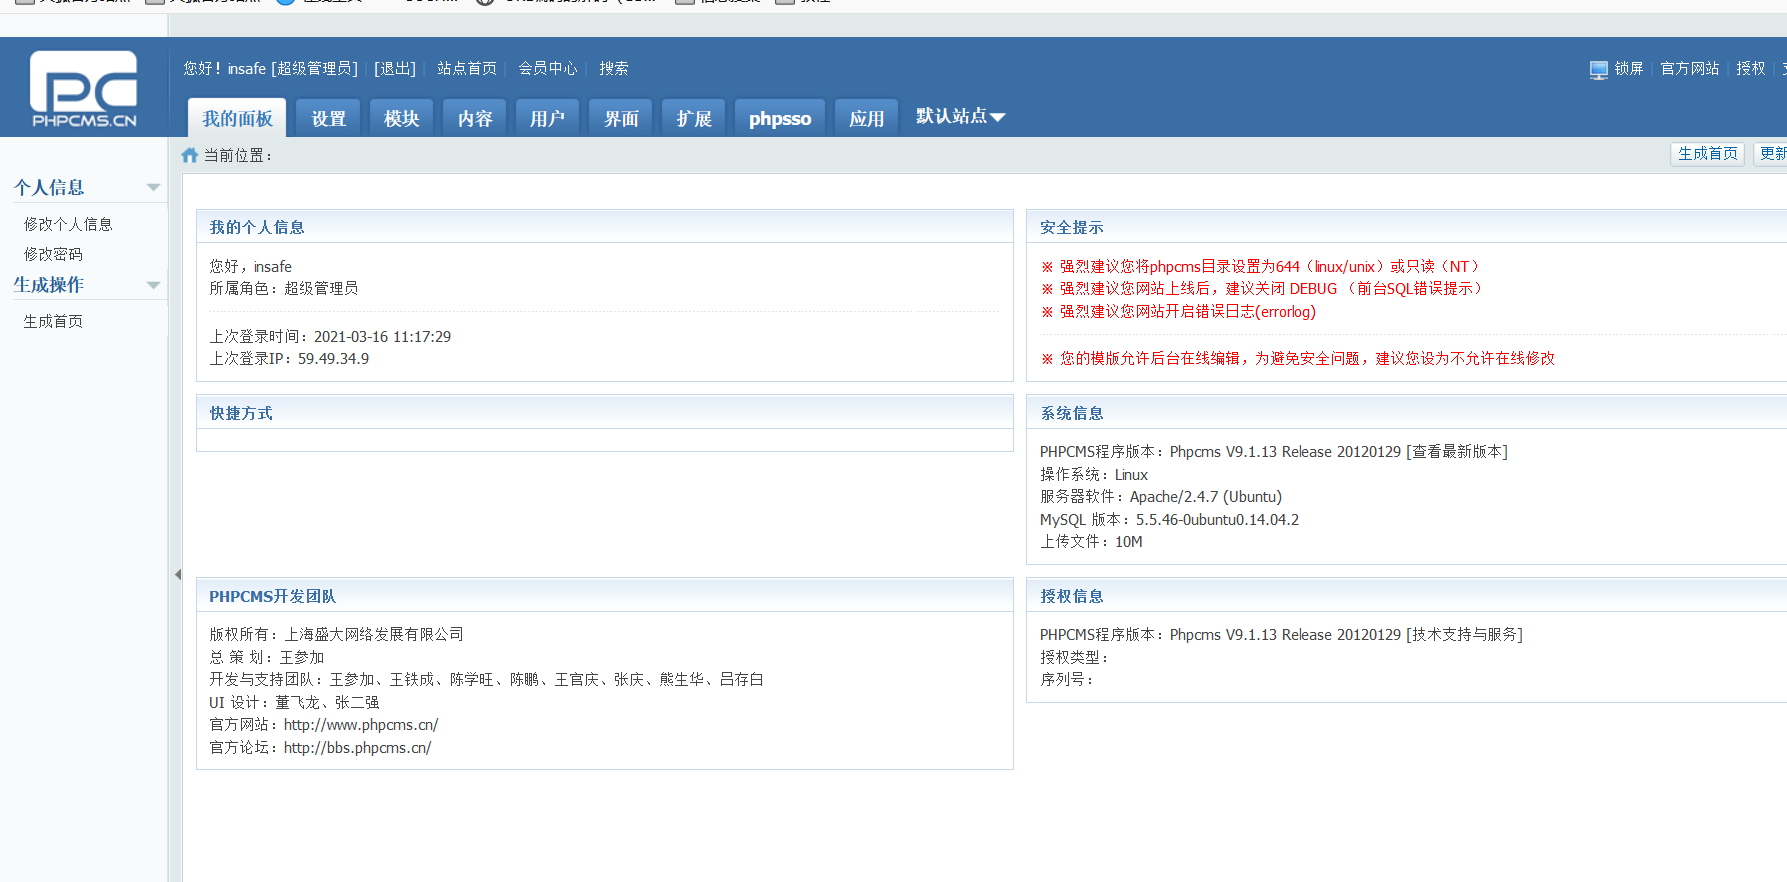 您好！insafe [超级管理员] | [退出] | 站点首页 | 会员中心 | 搜索
锁屏 | 官方网站 | 授权 |
PHPCMS.CN
我的面板 设置 模块 内容 用户 界面 扩展 phpsso 应用 默认站点
当前位置：
生成首页 更新
个人信息
修改个人信息
修改密码
生成操作
生成首页
我的个人信息
您好，insafe
所属角色：超级管理员
上次登录时间：2021-03-16 11:17:29
上次登录IP：59.49.34.9
安全提示
※ 强烈建议您将phpcms目录设置为644（linux/unix）或只读（NT）
※ 强烈建议您网站上线后，建议关闭 DEBUG （前台SQL错误提示）
※ 强烈建议您网站开启错误日志(errorlog)
※ 您的模版允许后台在线编辑，为避免安全问题，建议您设为不允许在线修改
快捷方式
系统信息
PHPCMS程序版本：Phpcms V9.1.13 Release 20120129 [查看最新版本]
操作系统：Linux
服务器软件：Apache/2.4.7 (Ubuntu)
MySQL 版本：5.5.46-0ubuntu0.14.04.2
上传文件：10M
PHPCMS开发团队
版权所有：上海盛大网络发展有限公司
总 策 划：王参加
开发与支持团队：王参加、王铁成、陈学旺、陈鹏、王官庆、张庆、熊生华、吕存白
UI 设计：董飞龙、张二强
官方网站：http://www.phpcms.cn/
官方论坛：http://bbs.phpcms.cn/
授权信息
PHPCMS程序版本：Phpcms V9.1.13 Release 20120129 [技术支持与服务]
授权类型：
序列号：